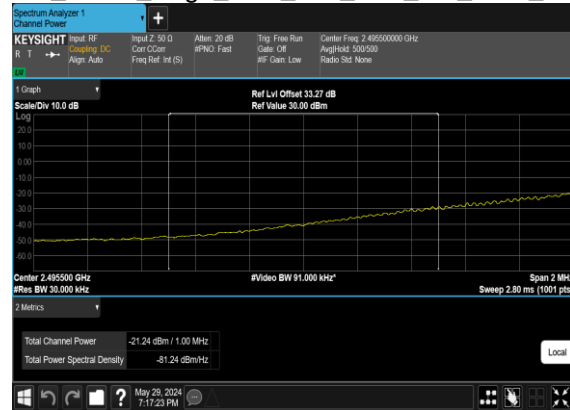 Spectrum Analyzer 1
Channel Power
+
KEYSIGHT Input: RF Input Z: 50 Ω Atten: 20 dB Trig: Free Run Center Freq: 2.495500000 GHz
R T Coupling: DC Corr CCorr #PNO: Fast Gate: Off Avg|Hold: 500/500
Align: Auto Freq Ref: Int (S) #IF Gain: Low Radio Std: None
1 Graph
Ref Lvl Offset 33.27 dB
Scale/Div 10.0 dB Ref Value 30.00 dBm
Log
20.0
10.0
0.00
-10.0
-20.0
-30.0
-40.0
-50.0
-60.0
Center 2.495500 GHz #Video BW 91.000 kHz* Span 2 MHz
#Res BW 30.000 kHz Sweep 2.80 ms (1001 pts
2 Metrics
Total Channel Power -21.24 dBm / 1.00 MHz
Total Power Spectral Density -81.24 dBm/Hz
Local
? May 29, 2024
7:17:23 PM